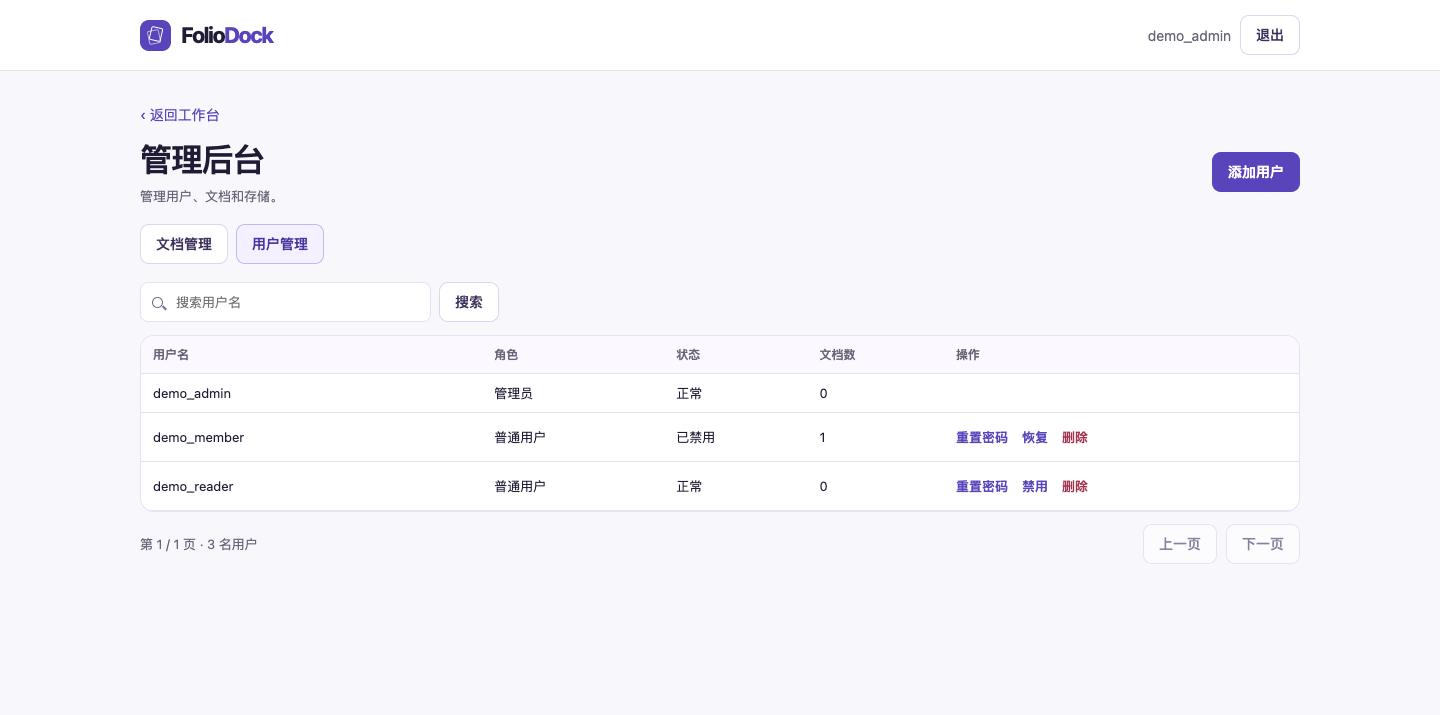 FolioDock
demo_admin 退出
‹ 返回工作台
管理后台
管理用户、文档和存储。
添加用户
文档管理 用户管理
搜索用户名 搜索
用户名 角色 状态 文档数 操作
demo_admin 管理员 正常 0
demo_member 普通用户 已禁用 1 重置密码 恢复 删除
demo_reader 普通用户 正常 0 重置密码 禁用 删除
第 1 / 1 页 · 3 名用户
上一页 下一页